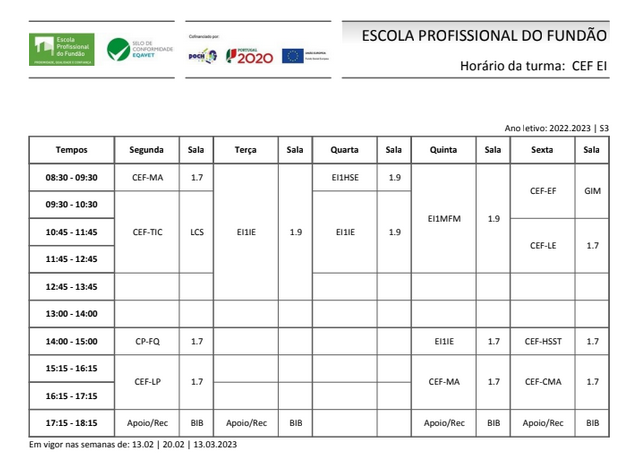 Escola
Profissional
do Fundão
SELO DE
CONFORMIDADE
EQAVET
Cofinanciado por:
POCH
PORTUGAL
2020
UNIÃO EUROPEIA
Fundo Social Europeu
ESCOLA PROFISSIONAL DO FUNDÃO
Horário da turma: CEF EI
Ano letivo: 2022.2023 | S3
Tempos Segunda Sala Terça Sala Quarta Sala Quinta Sala Sexta Sala
08:30 - 09:30 CEF-MA 1.7 EI1HSE 1.9
CEF-EF GIM
09:30 - 10:30
EI1MFM 1.9
10:45 - 11:45 CEF-TIC LCS EI1IE 1.9 EI1IE 1.9
CEF-LE 1.7
11:45 - 12:45
12:45 - 13:45
13:00 - 14:00
14:00 - 15:00 CP-FQ 1.7 EI1IE 1.7 CEF-HSST 1.7
15:15 - 16:15
CEF-LP 1.7 CEF-MA 1.7 CEF-CMA 1.7
16:15 - 17:15
17:15 - 18:15 Apoio/Rec BIB Apoio/Rec BIB Apoio/Rec BIB Apoio/Rec BIB
Em vigor nas semanas de: 13.02 | 20.02 | 13.03.2023